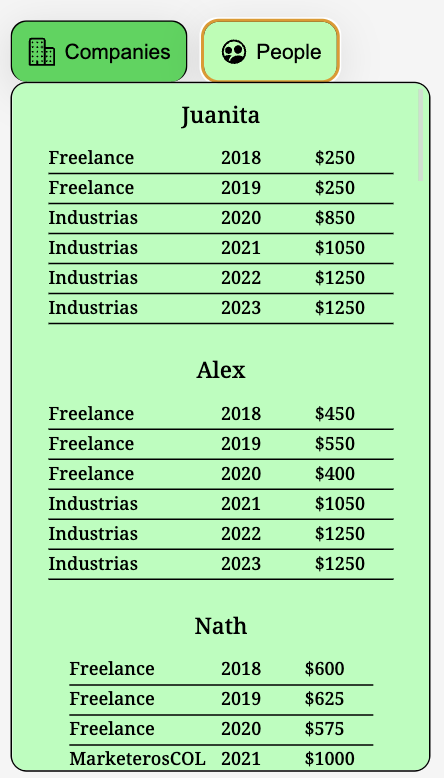 Companies People
Juanita
Freelance 2018 $250
Freelance 2019 $250
Industrias 2020 $850
Industrias 2021 $1050
Industrias 2022 $1250
Industrias 2023 $1250
Alex
Freelance 2018 $450
Freelance 2019 $550
Freelance 2020 $400
Industrias 2021 $1050
Industrias 2022 $1250
Industrias 2023 $1250
Nath
Freelance 2018 $600
Freelance 2019 $625
Freelance 2020 $575
MarketerosCOL 2021 $1000